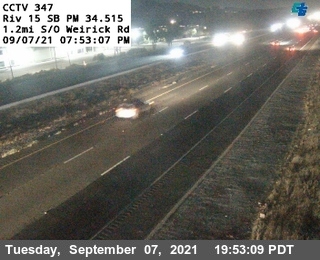 CCTV 347
Riv 15 SB PM 34.515
1.2mi S/O Weirick Rd
09/07/21 07:53:07 PM
Tuesday, September 07, 2021 19:53:09 PDT